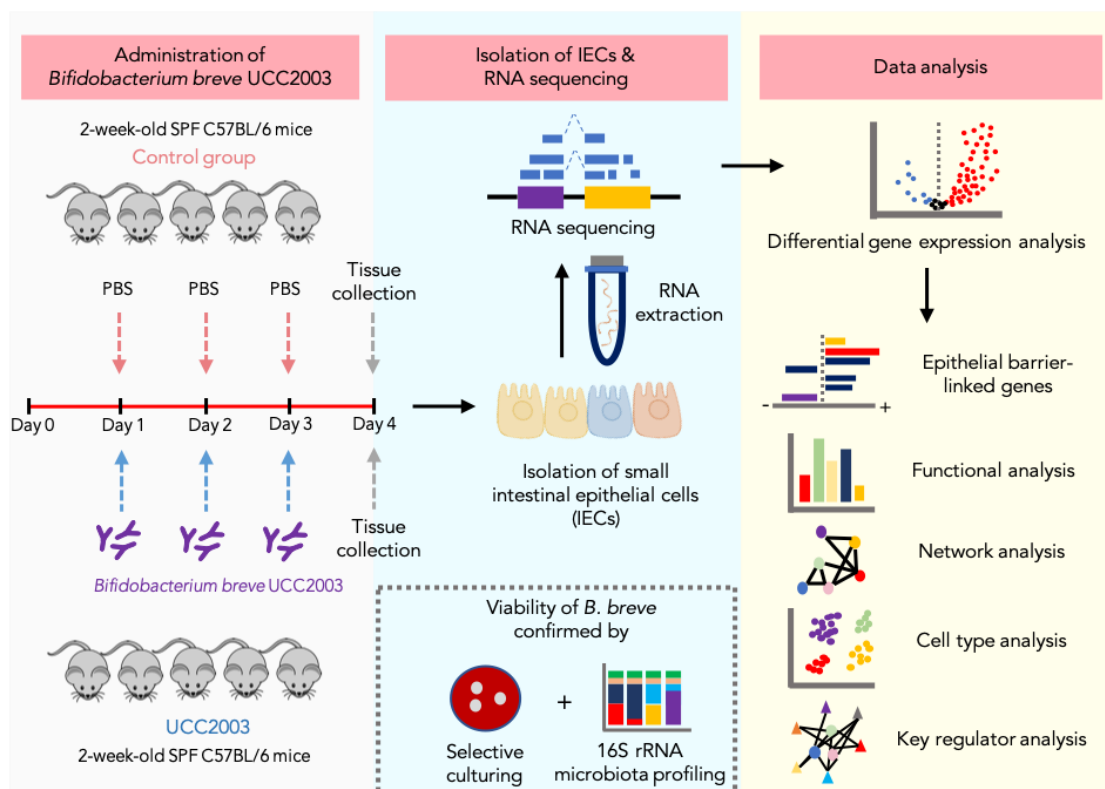 Administration of
Bifidobacterium breve UCC2003
2-week-old SPF C57BL/6 mice
Control group
PBS
PBS
PBS
Tissue
collection
Day 0
Day 1
Day 2
Day 3
Day 4
Tissue
collection
Bifidobacterium breve UCC2003
UCC2003
2-week-old SPF C57BL/6 mice
Isolation of IECs &
RNA sequencing
RNA sequencing
RNA
extraction
Isolation of small
intestinal epithelial cells
(IECs)
Viability of B. breve
confirmed by
+
Selective
culturing
16S rRNA
microbiota profiling
Data analysis
Differential gene expression analysis
- +
Epithelial barrier-
linked genes
Functional analysis
Network analysis
Cell type analysis
Key regulator analysis